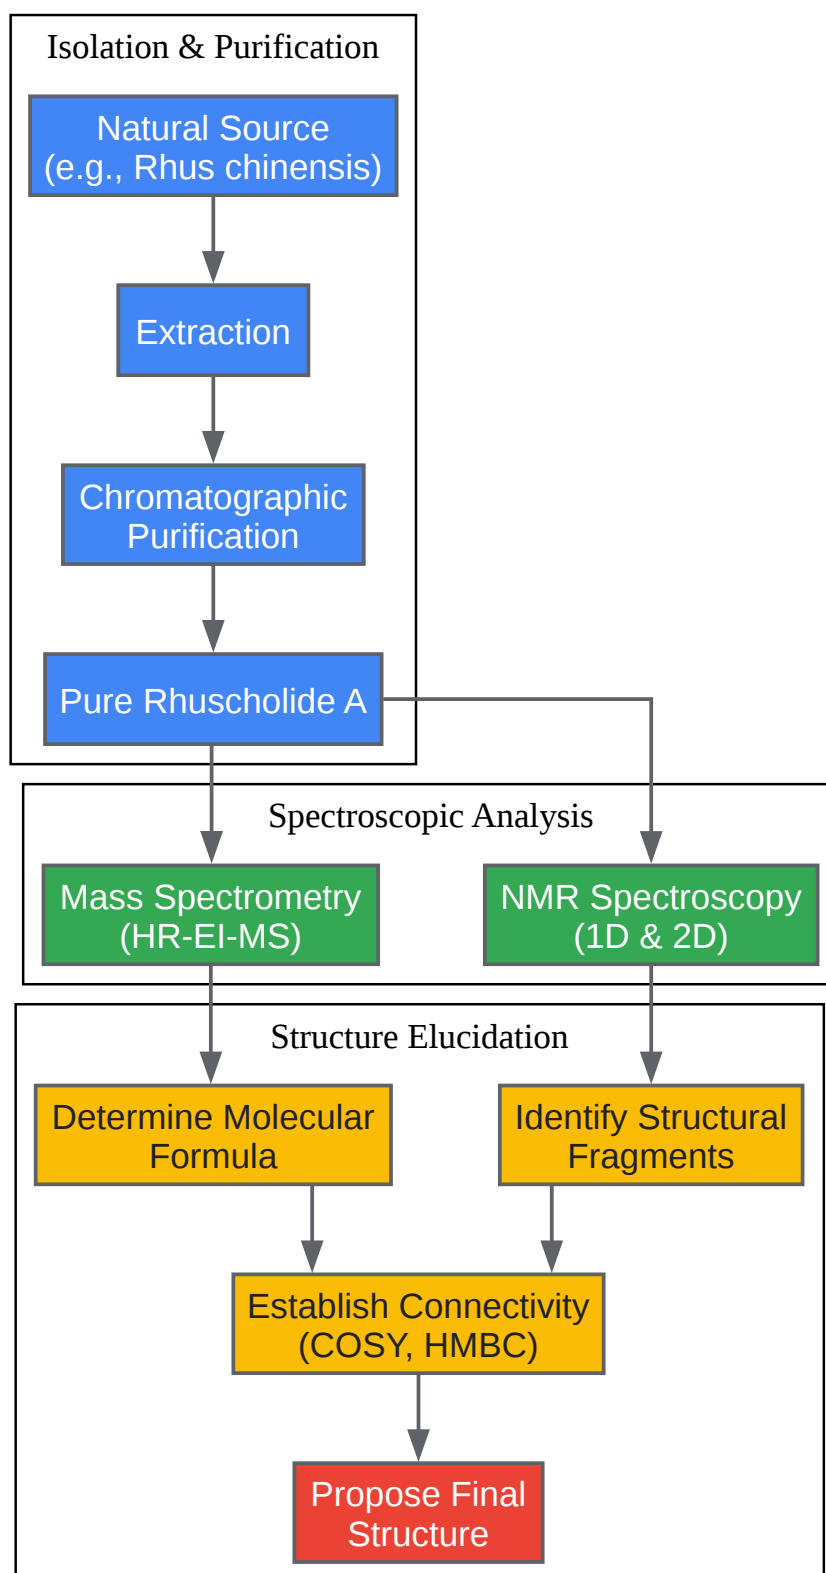 Isolation & Purification
Natural Source
(e.g., Rhus chinensis)
Extraction
Chromatographic
Purification
Pure Rhuscholide A
Spectroscopic Analysis
Mass Spectrometry
(HR-EI-MS)
NMR Spectroscopy
(1D & 2D)
Structure Elucidation
Determine Molecular
Formula
Identify Structural
Fragments
Establish Connectivity
(COSY, HMBC)
Propose Final
Structure